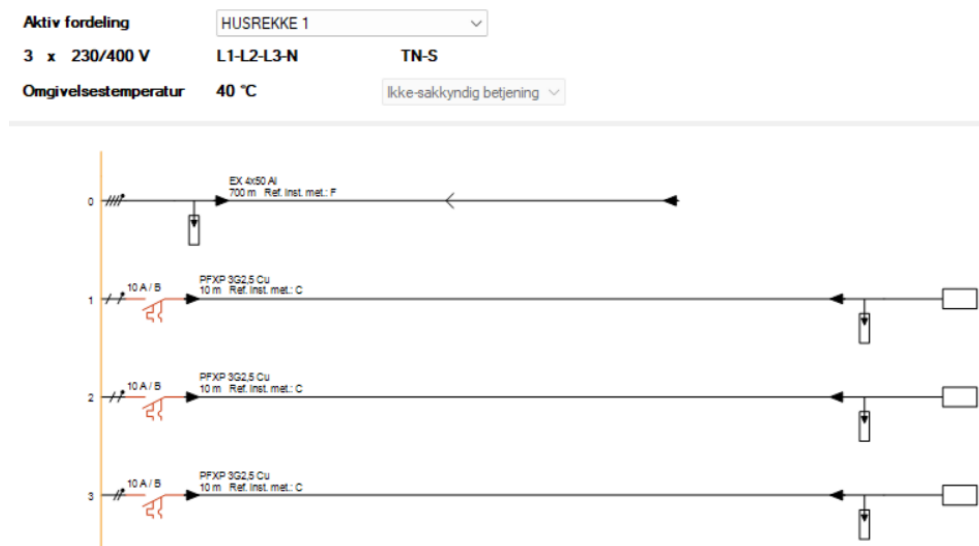 Aktiv fordeling HUSREKKE 1
3 x 230/400 V L1-L2-L3-N TN-S
Omgivelsestemperatur 40 °C Ikke-sakkyndig betjening
EX 4x50 Al
0 700 m Ref. Inst. met.: F
PFXP 3G2,5 Cu
1 10 A / B 10 m Ref. Inst. met.: C
PFXP 3G2,5 Cu
2 10 A / B 10 m Ref. Inst. met.: C
PFXP 3G2,5 Cu
3 10 A / B 10 m Ref. Inst. met.: C